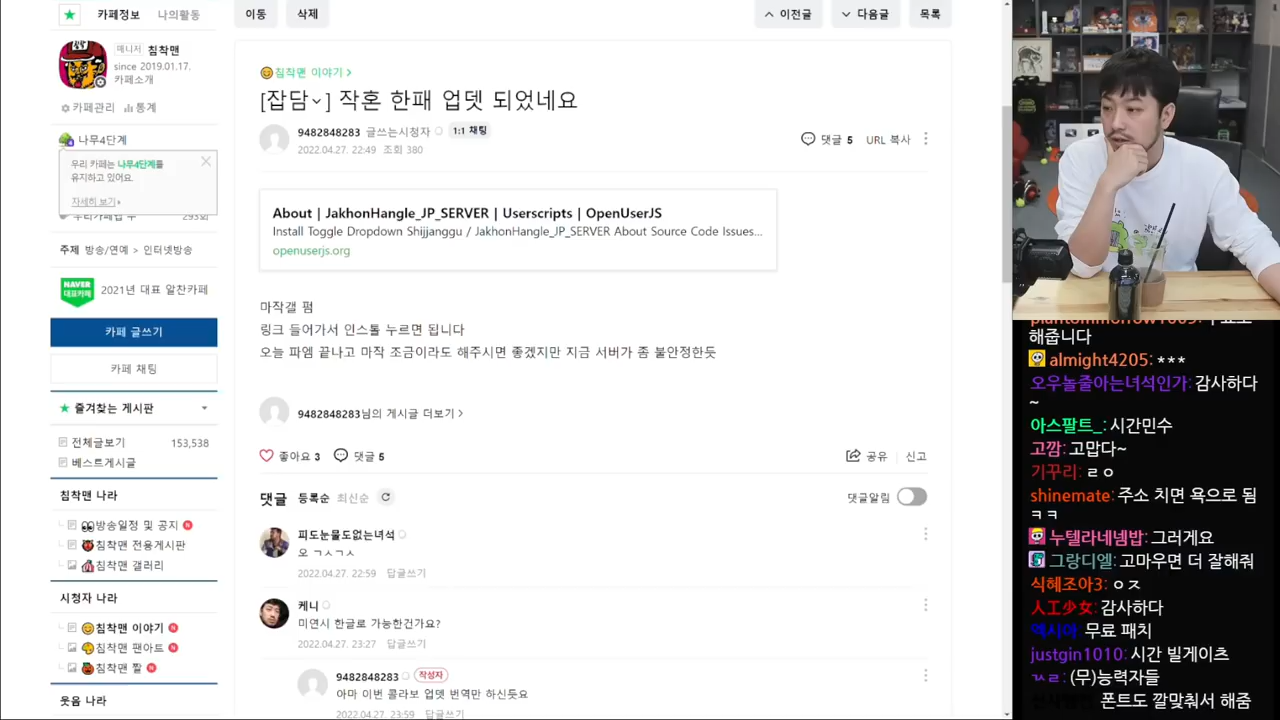 카페정보 나의활동
매니저 침착맨
since 2019.01.17.
카페소개
카페관리 통계
나무4단계
우리 카페는 나무4단계를
유지하고 있어요.
자세히 보기
293회
주제 방송/연예 > 인터넷방송
NAVER
대표카페
2021년 대표 알찬카페
카페 글쓰기
카페 채팅
즐겨찾는 게시판
전체글보기 153,538
베스트게시글
침착맨 나라
방송일정 및 공지 N
침착맨 전용게시판
침착맨 갤러리
시청자 나라
침착맨 이야기 N
침착맨 팬아트 N
침착맨 짤 N
웃음 나라
이동 삭제 이전글 다음글 목록
침착맨 이야기 >
[잡담] 작혼 한패 업뎃 되었네요
9482848283 글쓰는시청자 1:1 채팅
2022.04.27. 22:49 조회 380
댓글 5 URL 복사
About | JakhonHangle_JP_SERVER | Userscripts | OpenUserJS
Install Toggle Dropdown Shijjanggu / JakhonHangle_JP_SERVER About Source Code Issues...
openuserjs.org
마작갤 펌
링크 들어가서 인스톨 누르면 됩니다
오늘 파엠 끝나고 마작 조금이라도 해주시면 좋겠지만 지금 서버가 좀 불안정한듯
9482848283님의 게시글 더보기 >
좋아요 3 댓글 5 공유 신고
댓글 등록순 최신순 댓글알림
피도눈물도없는녀석
오 ㄱㅅㄱㅅ
2022.04.27. 22:59 답글쓰기
케니
미연시 한글로 가능한건가요?
2022.04.27. 23:27 답글쓰기
9482848283 작성자
아마 이번 콜라보 업뎃 번역만 하신듯요
2022.04.27. 23:59 답글쓰기
해줍니다
almight4205: ***
오우놀줄아는녀석인가: 감사하다
~
아스팔트_: 시간민수
고깜: 고맙다~
기꾸리: ㄹㅇ
shinemate: 주소 치면 욕으로 됨
ㅋㅋ
누텔라네넴밥: 그러게요
그랑디엘: 고마우면 더 잘해줘
식혜조아3: ㅇㅈ
人工少女: 감사하다
엑시아: 무료 패치
justgin1010: 시간 빌게이츠
ㄳㄹ: (무)능력자들
폰트도 깔맞춰서 해줌